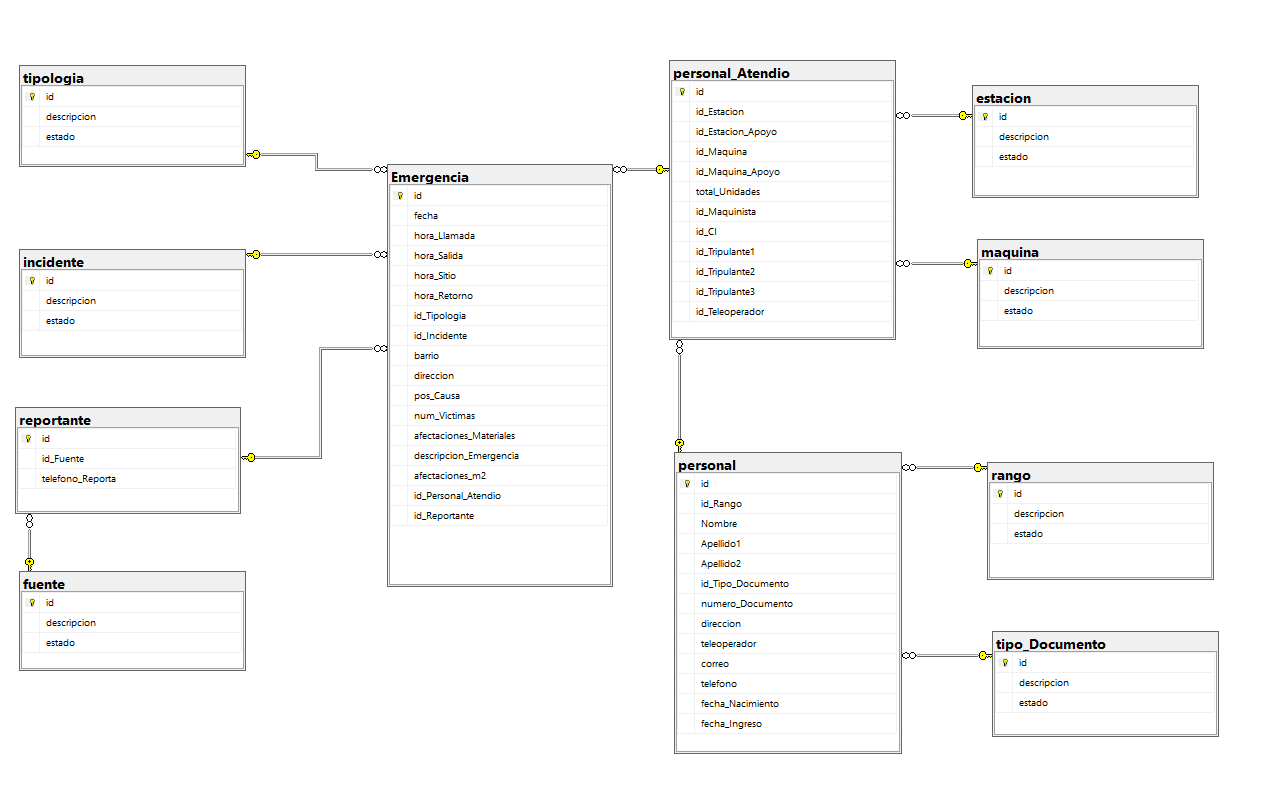 tipologia
id
descripcion
estado
incidente
id
descripcion
estado
reportante
id
id_Fuente
telefono_Reporta
fuente
id
descripcion
estado
Emergencia
id
fecha
hora_Llamada
hora_Salida
hora_Sitio
hora_Retorno
id_Tipologia
id_Incidente
barrio
direccion
pos_Causa
num_Victimas
afectaciones_Materiales
descripcion_Emergencia
afectaciones_m2
id_Personal_Atendio
id_Reportante
personal_Atendio
id
id_Estacion
id_Estacion_Apoyo
id_Maquina
id_Maquina_Apoyo
total_Unidades
id_Maquinista
id_CI
id_Tripulante1
id_Tripulante2
id_Tripulante3
id_Teleoperador
personal
id
id_Rango
Nombre
Apellido1
Apellido2
id_Tipo_Documento
numero_Documento
direccion
teleoperador
correo
telefono
fecha_Nacimiento
fecha_Ingreso
estacion
id
descripcion
estado
maquina
id
descripcion
estado
rango
id
descripcion
estado
tipo_Documento
id
descripcion
estado